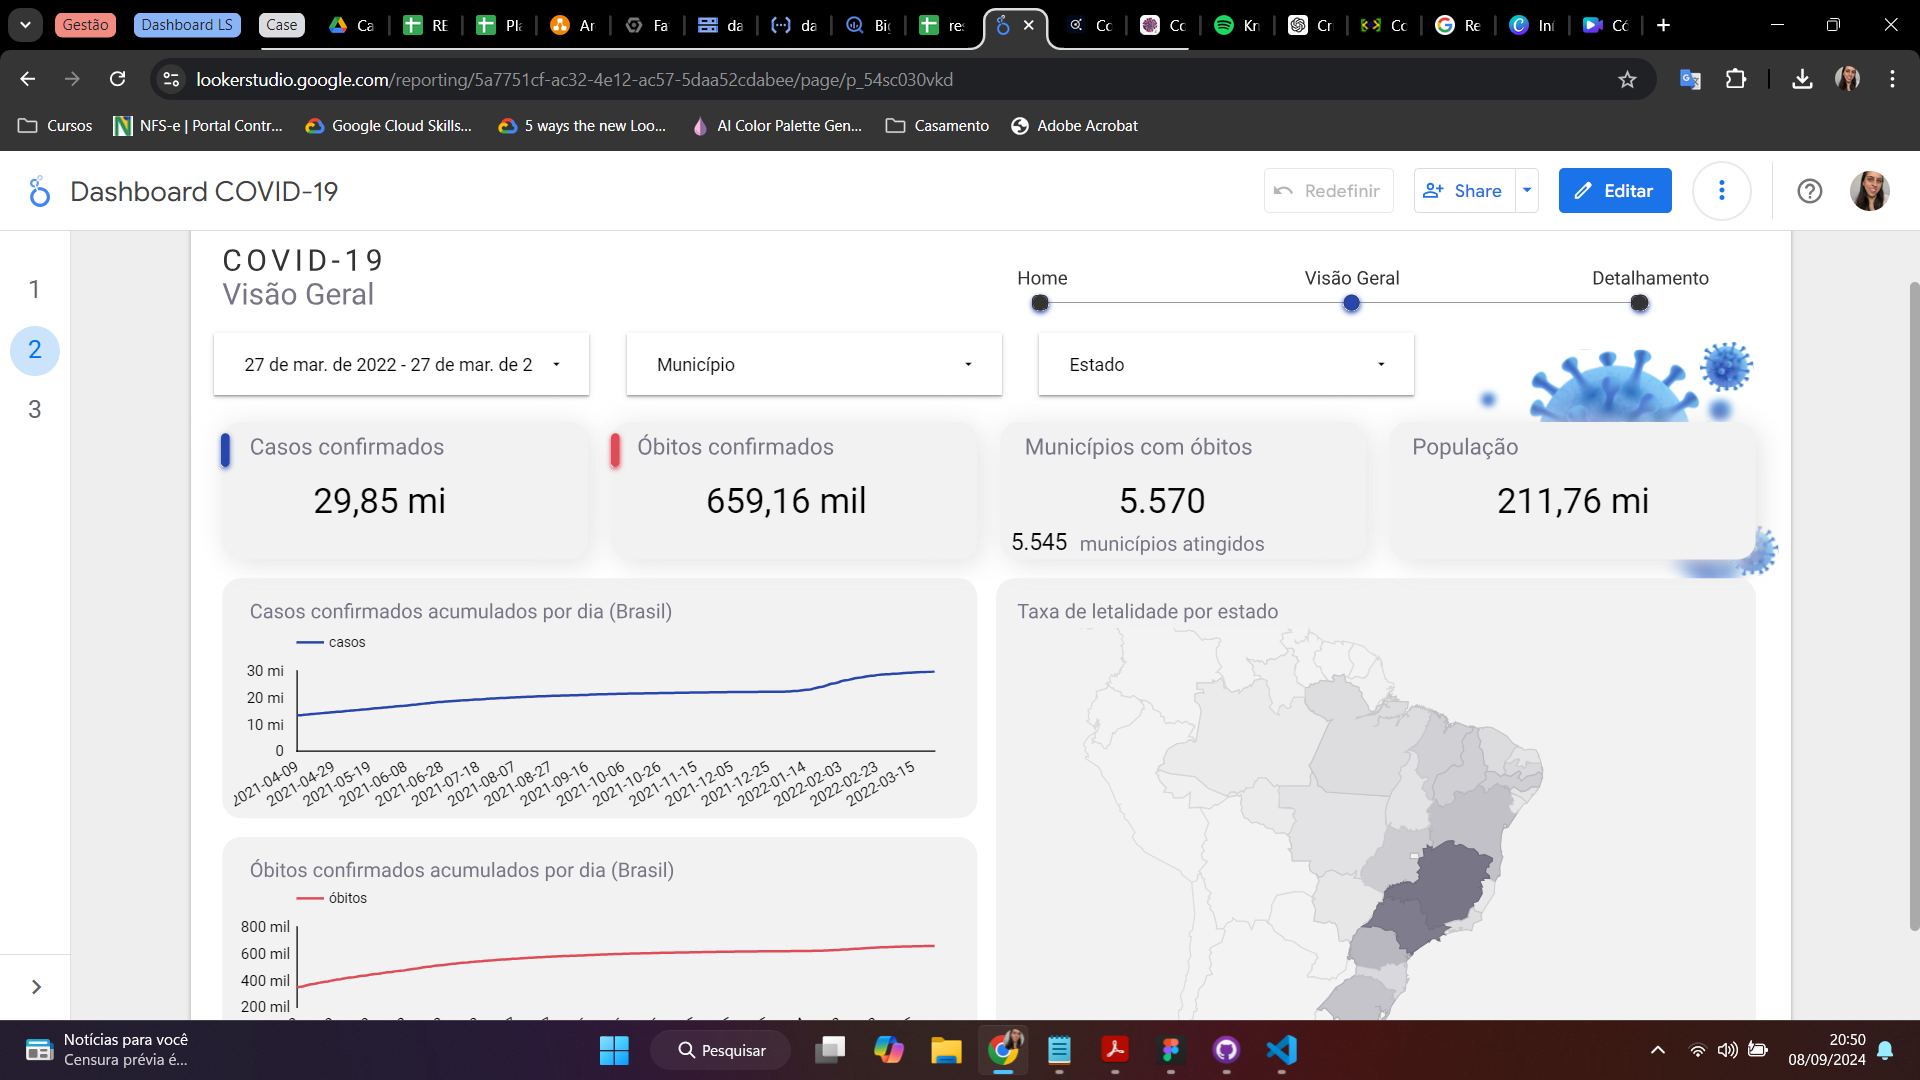 Gestão
Dashboard LS
Case
Ca
RE
Pla
Ar
Fa
da
da
Big
res
Co
Co
Kn
Cri
Co
Re
Iní
Có
lookerstudio.google.com/reporting/5a7751cf-ac32-4e12-ac57-5daa52cdabee/page/p_54sc030vkd
Cursos
NFS-e | Portal Contr...
Google Cloud Skills...
5 ways the new Loo...
AI Color Palette Gen...
Casamento
Adobe Acrobat
Dashboard COVID-19
Redefinir
Share
Editar
1
2
3
COVID-19
Visão Geral
Home
Visão Geral
Detalhamento
27 de mar. de 2022 - 27 de mar. de 2
Município
Estado
Casos confirmados
29,85 mi
Óbitos confirmados
659,16 mil
Municípios com óbitos
5.570
5.545 municípios atingidos
População
211,76 mi
Casos confirmados acumulados por dia (Brasil)
casos
30 mi
20 mi
10 mi
0
2021-04-09
2021-04-29
2021-05-19
2021-06-08
2021-06-28
2021-07-18
2021-08-07
2021-08-27
2021-09-16
2021-10-06
2021-10-26
2021-11-15
2021-12-05
2021-12-25
2022-01-14
2022-02-03
2022-02-23
2022-03-15
Taxa de letalidade por estado
Óbitos confirmados acumulados por dia (Brasil)
óbitos
800 mil
600 mil
400 mil
200 mil
Notícias para você
Censura prévia é...
Pesquisar
20:50
08/09/2024